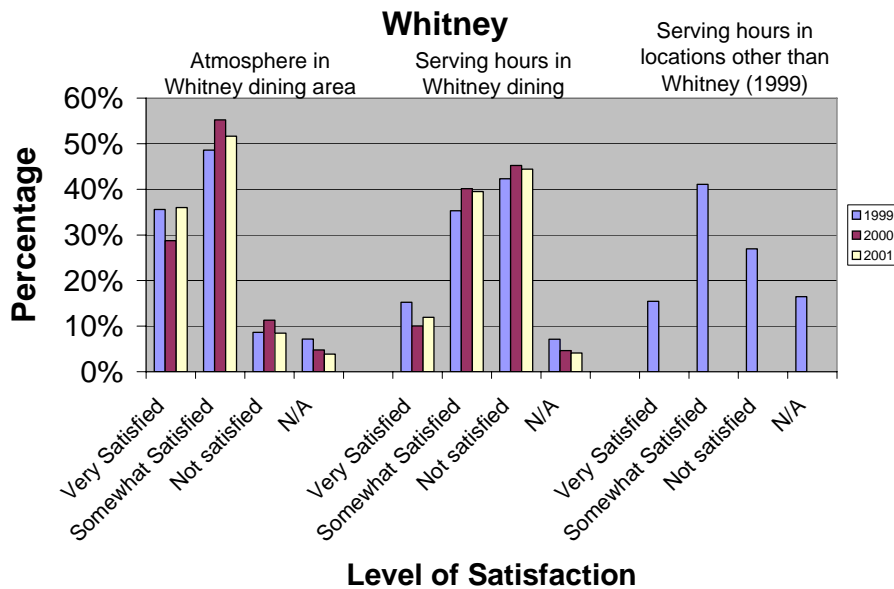 Whitney
Atmosphere in
Whitney dining area
Serving hours in
Whitney dining
Serving hours in
locations other than
Whitney (1999)
Percentage
60%
50%
40%
30%
20%
10%
0%
1999
2000
2001
Very Satisfied
Somewhat Satisfied
Not satisfied
N/A
Very Satisfied
Somewhat Satisfied
Not satisfied
N/A
Very Satisfied
Somewhat Satisfied
Not satisfied
N/A
Level of Satisfaction